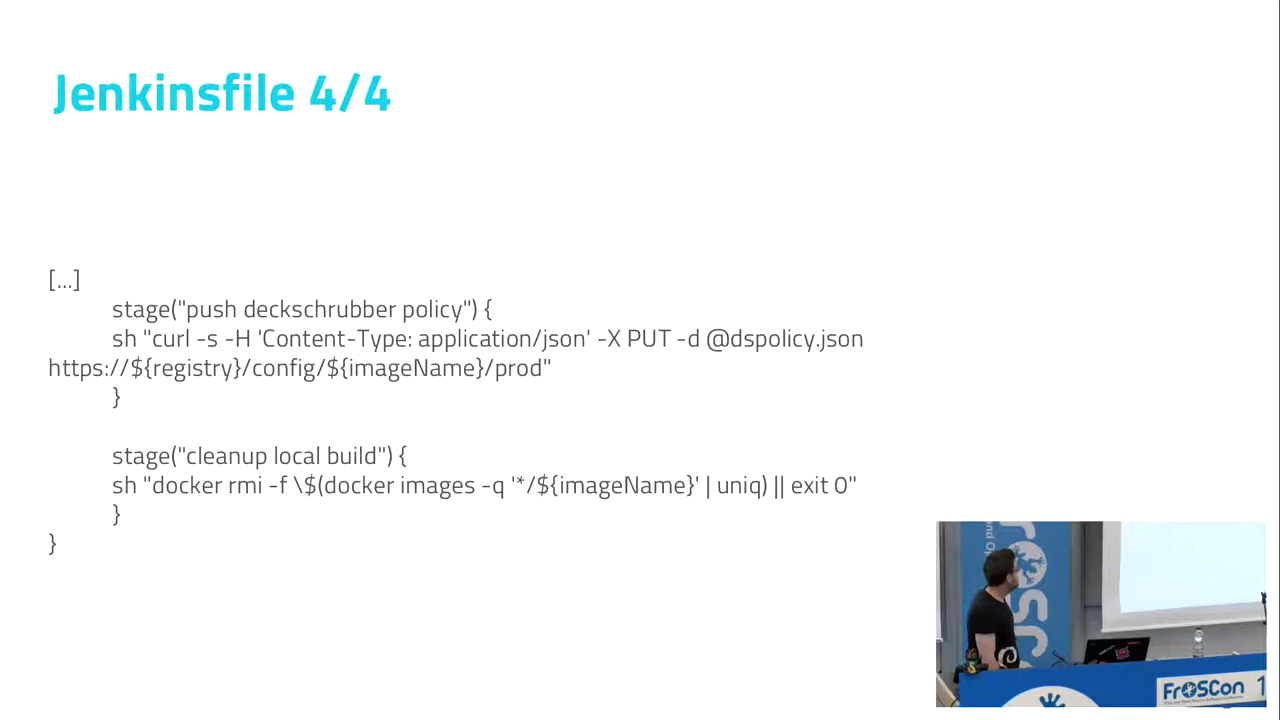 Jenkinsfile 4/4
[...]
stage("push deckschrubber policy") {
sh "curl -s -H 'Content-Type: application/json' -X PUT -d @dspolicy.json
https://${registry}/config/${imageName}/prod"
}
stage("cleanup local build") {
sh "docker rmi -f \$(docker images -q '*/${imageName}' | uniq) || exit 0"
}
}
FrOSCon 1